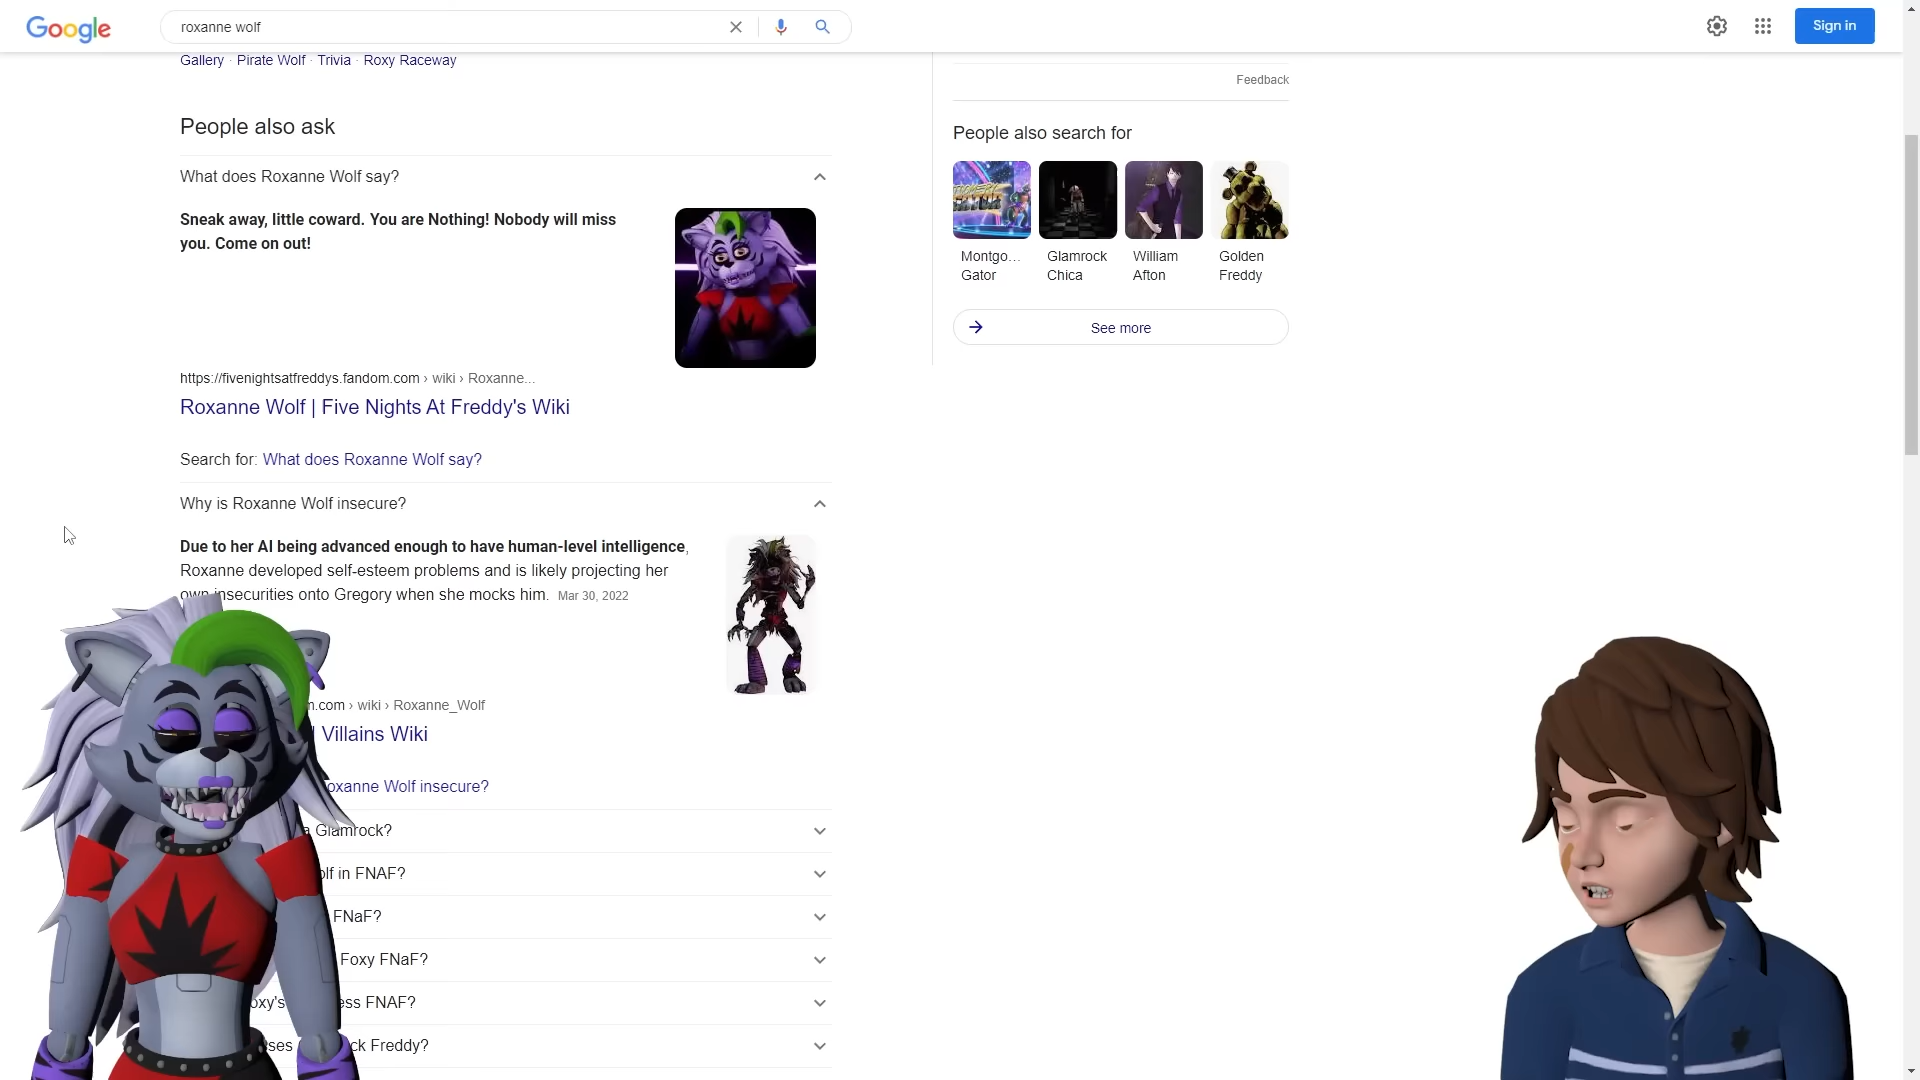 Google
roxanne wolf
Sign in
Gallery · Pirate Wolf · Trivia · Roxy Raceway
Feedback
People also ask
People also search for
What does Roxanne Wolf say?
Sneak away, little coward. You are Nothing! Nobody will miss
you. Come on out!
Montgo...
Gator
Glamrock
Chica
William
Afton
Golden
Freddy
See more
https://fivenightsatfreddys.fandom.com › wiki › Roxanne...
Roxanne Wolf | Five Nights At Freddy's Wiki
Search for: What does Roxanne Wolf say?
Why is Roxanne Wolf insecure?
Due to her AI being advanced enough to have human-level intelligence,
Roxanne developed self-esteem problems and is likely projecting her
own insecurities onto Gregory when she mocks him. Mar 30, 2022
.com › wiki › Roxanne_Wolf
| Villains Wiki
Wolf insecure?
a Glamrock?
in FNAF?
FNaF?
Foxy FNaF?
FNAF?
Freddy?